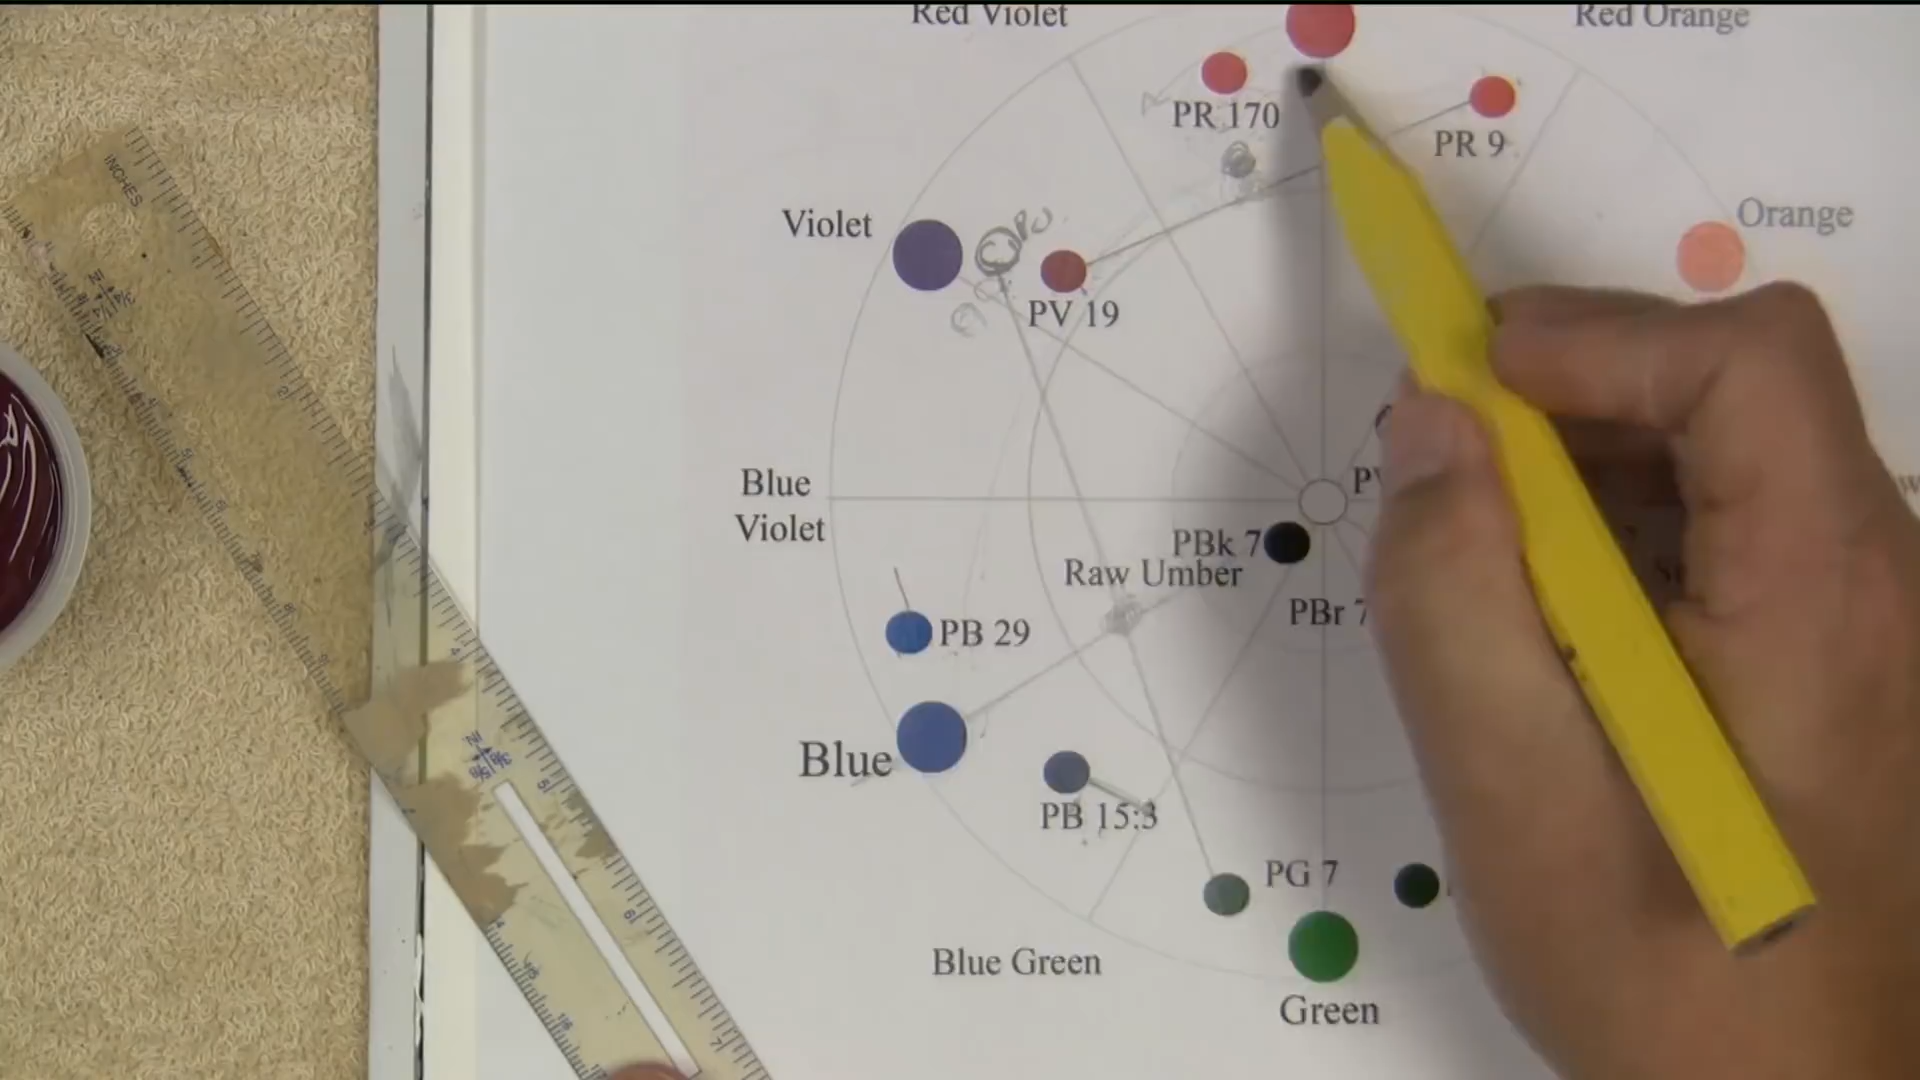 Red Violet
Red Orange
PR 170
PR 9
INCHES
Violet
Orange
PV 19
Blue
Violet
PBk 7
Raw Umber
PBr 7
PB 29
Blue
PB 15:3
PG 7
Blue Green
Green